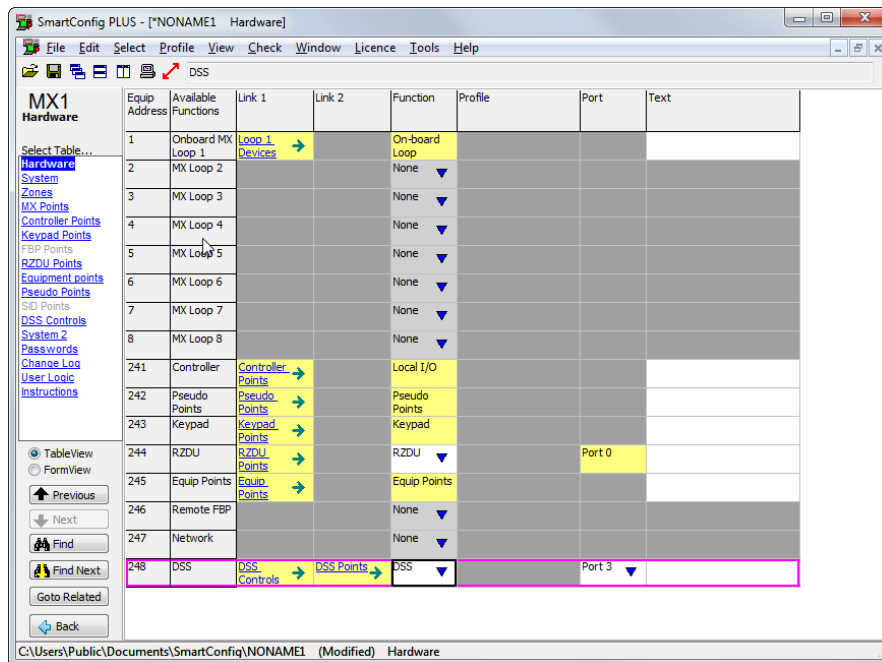 SmartConfig PLUS - [*NONAME1 Hardware]
File Edit Select Profile View Check Window Licence Tools Help
DSS
MX1
Hardware
Select Table...
Hardware
System
Zones
MX Points
Controller Points
Keypad Points
FBP Points
RZDU Points
Equipment points
Pseudo Points
SID Points
DSS Controls
System 2
Passwords
Change Log
User Logic
Instructions
TableView
FormView
Previous
Next
Find
Find Next
Goto Related
Back
Equip Address Available Functions Link 1 Link 2 Function Profile Port Text
1 Onboard MX Loop 1 Loop 1 Devices On-board Loop
2 MX Loop 2 None
3 MX Loop 3 None
4 MX Loop 4 None
5 MX Loop 5 None
6 MX Loop 6 None
7 MX Loop 7 None
8 MX Loop 8 None
241 Controller Controller Points Local I/O
242 Pseudo Points Pseudo Points Pseudo Points
243 Keypad Keypad Points Keypad
244 RZDU RZDU Points RZDU Port 0
245 Equip Points Equip Points Equip Points
246 Remote FBP None
247 Network None
248 DSS DSS Controls DSS Points DSS Port 3
C:\Users\Public\Documents\SmartConfig\NONAME1 (Modified) Hardware